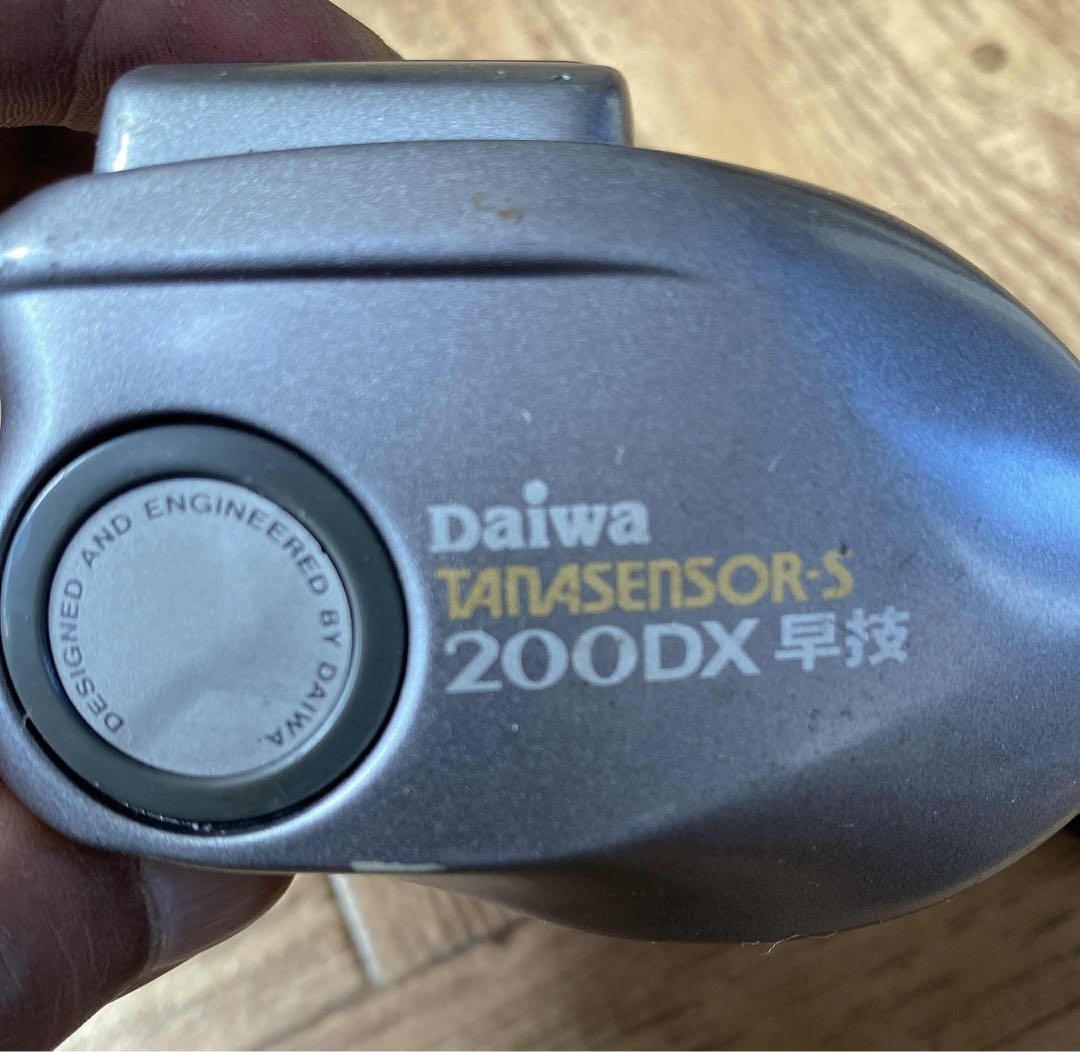 DESIGNED AND ENGINEERED BY DAIWA.
Daiwa
TANASENSOR-S
200DX 早技